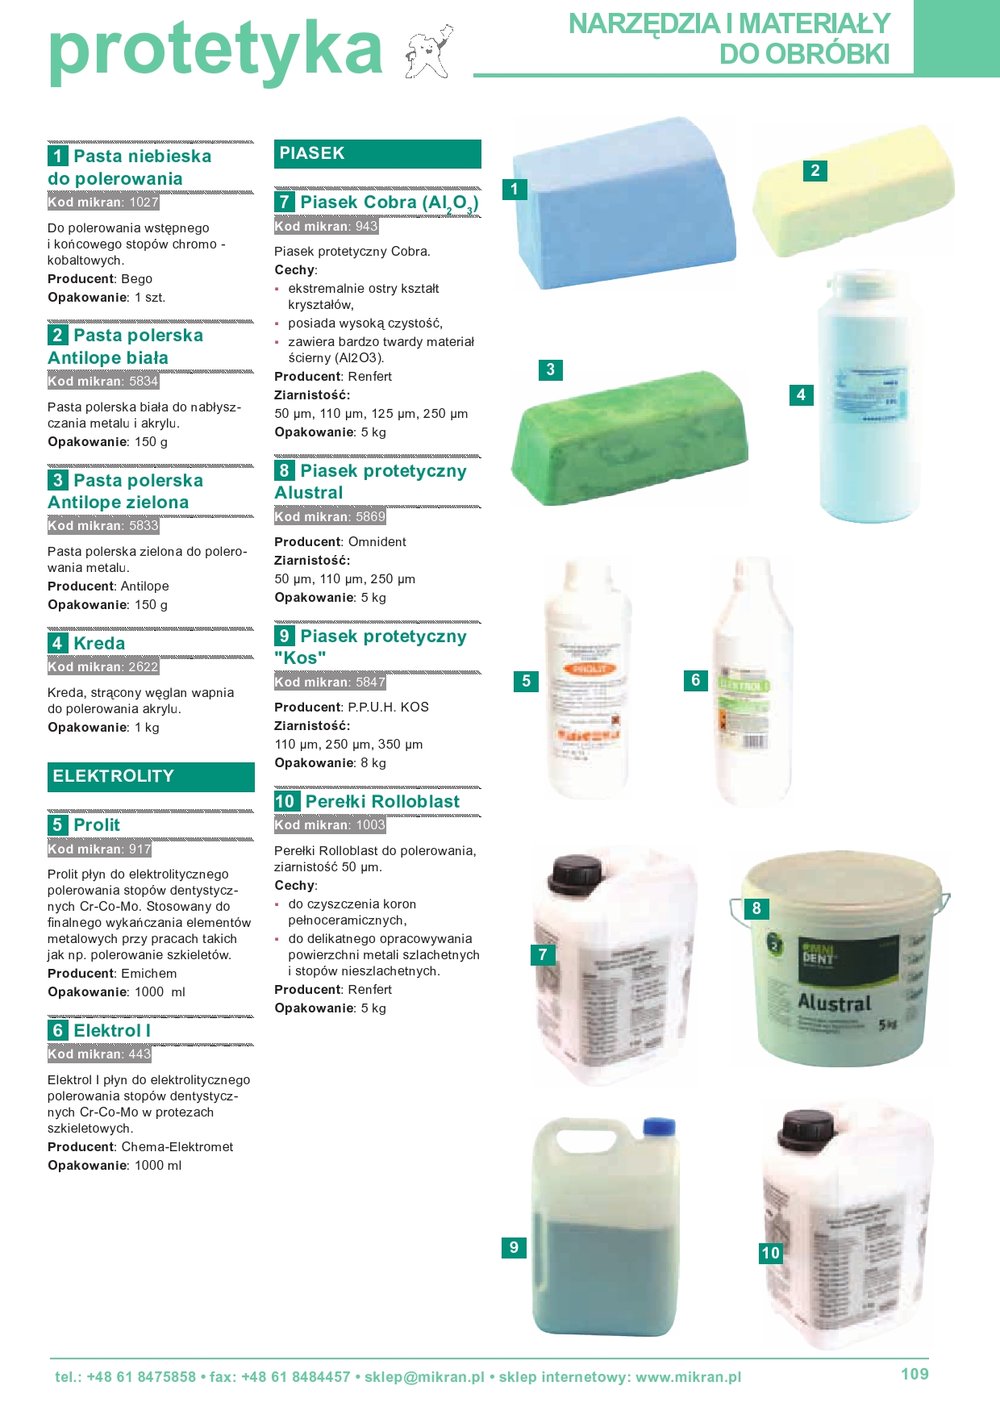 protetyka
NARZĘDZIA I MATERIAŁY
DO OBRÓBKI
1 Pasta niebieska
do polerowania
Kod mikran: 1027
Do polerowania wstępnego
i końcowego stopów chromo -
kobaltowych.
Producent: Bego
Opakowanie: 1 szt.
2 Pasta polerska
Antilope biała
Kod mikran: 5834
Pasta polerska biała do nabłysz-
czania metalu i akrylu.
Opakowanie: 150 g
3 Pasta polerska
Antilope zielona
Kod mikran: 5833
Pasta polerska zielona do polero-
wania metalu.
Producent: Antilope
Opakowanie: 150 g
4 Kreda
Kod mikran: 2622
Kreda, strącony węglan wapnia
do polerowania akrylu.
Opakowanie: 1 kg
ELEKTROLITY
5 Prolit
Kod mikran: 917
Prolit płyn do elektrolitycznego
polerowania stopów dentystycz-
nych Cr-Co-Mo. Stosowany do
finalnego wykańczania elementów
metalowych przy pracach takich
jak np. polerowanie szkieletów.
Producent: Emichem
Opakowanie: 1000 ml
6 Elektrol I
Kod mikran: 443
Elektrol I płyn do elektrolitycznego
polerowania stopów dentystycz-
nych Cr-Co-Mo w protezach
szkieletowych.
Producent: Chema-Elektromet
Opakowanie: 1000 ml
PIASEK
7 Piasek Cobra (Al2O3)
Kod mikran: 943
Piasek protetyczny Cobra.
Cechy:
• ekstremalnie ostry kształt
kryształów,
• posiada wysoką czystość,
• zawiera bardzo twardy materiał
ścierny (Al2O3).
Producent: Renfert
Ziarnistość:
50 µm, 110 µm, 125 µm, 250 µm
Opakowanie: 5 kg
8 Piasek protetyczny
Alustral
Kod mikran: 5869
Producent: Omnident
Ziarnistość:
50 µm, 110 µm, 250 µm
Opakowanie: 5 kg
9 Piasek protetyczny
"Kos"
Kod mikran: 5847
Producent: P.P.U.H. KOS
Ziarnistość:
110 µm, 250 µm, 350 µm
Opakowanie: 8 kg
10 Perełki Rolloblast
Kod mikran: 1003
Perełki Rolloblast do polerowania,
ziarnistość 50 µm.
Cechy:
• do czyszczenia koron
pełnoceramicznych,
• do delikatnego opracowywania
powierzchni metali szlachetnych
i stopów nieszlachetnych.
Producent: Renfert
Opakowanie: 5 kg
1
2
3
4
5
PROLIT
6
ELEKTROL I
7
8
OMNI
DENT
2
Alustral
5 kg
9
10
tel.: +48 61 8475858 • fax: +48 61 8484457 • sklep@mikran.pl • sklep internetowy: www.mikran.pl
109